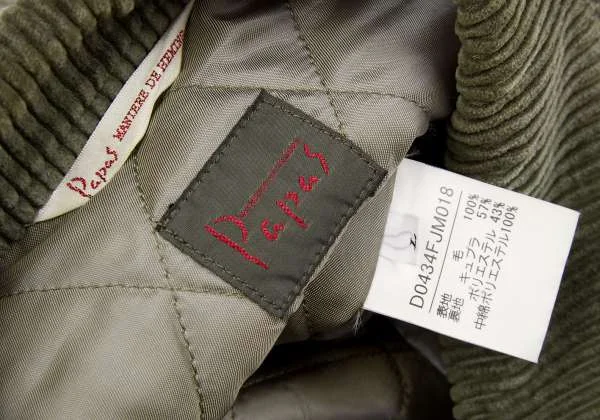 Papas MANIERE DE HEMING
Papas
L
D0434FJM018
表地 毛 100%
裏地 キュプラ 57%
ポリエステル 43%
中綿ポリエステル100%